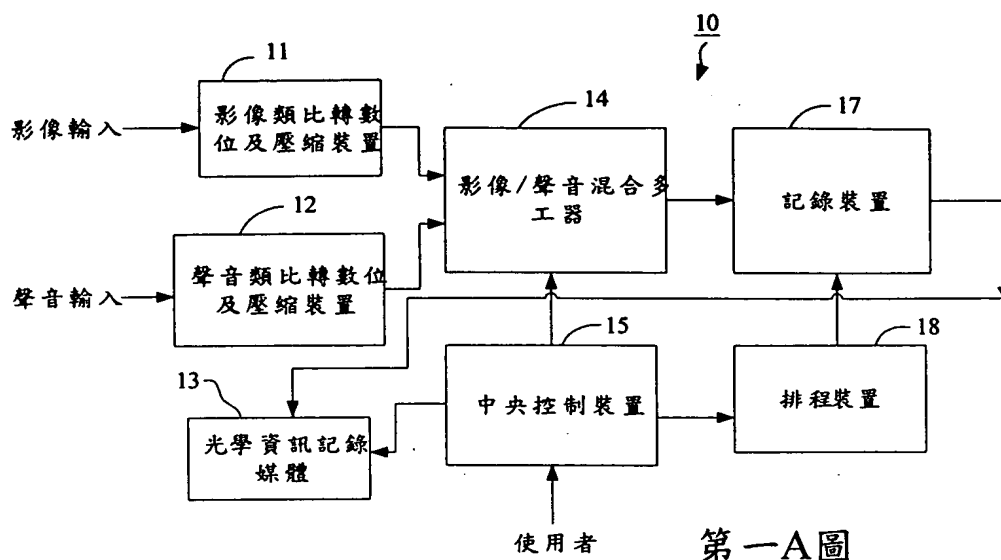 10
11
影像輸入
影像類比轉數
位及壓縮裝置
14
影像/聲音混合多
工器
17
記錄裝置
12
聲音輸入
聲音類比轉數位
及壓縮裝置
13
光學資訊記錄
媒體
15
中央控制裝置
18
排程裝置
使用者
第一A圖